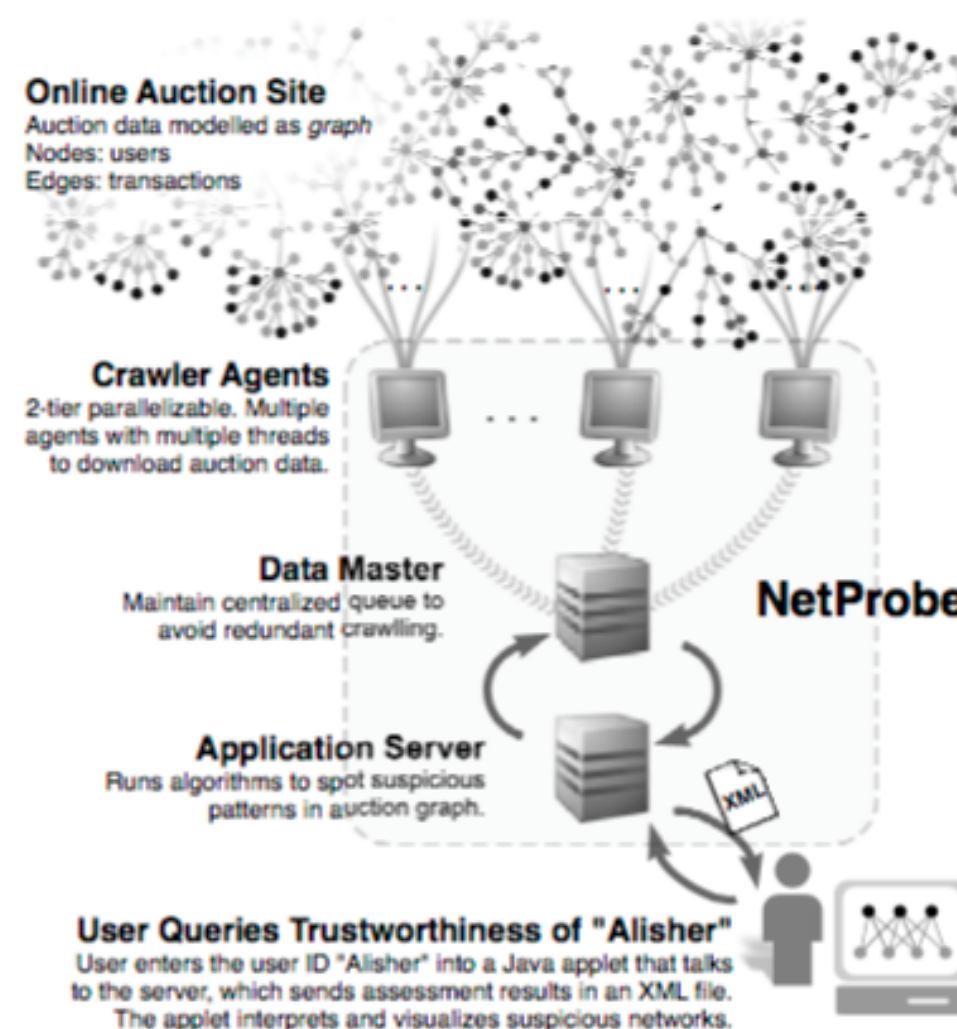 Online Auction Site
Auction data modelled as graph
Nodes: users
Edges: transactions
...
...
...
Crawler Agents
2-tier parallelizable. Multiple
agents with multiple threads
to download auction data.
...
Data Master
Maintain centralized queue to
avoid redundant crawlling.
NetProbe
Application Server
Runs algorithms to spot suspicious
patterns in auction graph.
XML
User Queries Trustworthiness of "Alisher"
User enters the user ID "Alisher" into a Java applet that talks
to the server, which sends assessment results in an XML file.
The applet interprets and visualizes suspicious networks.